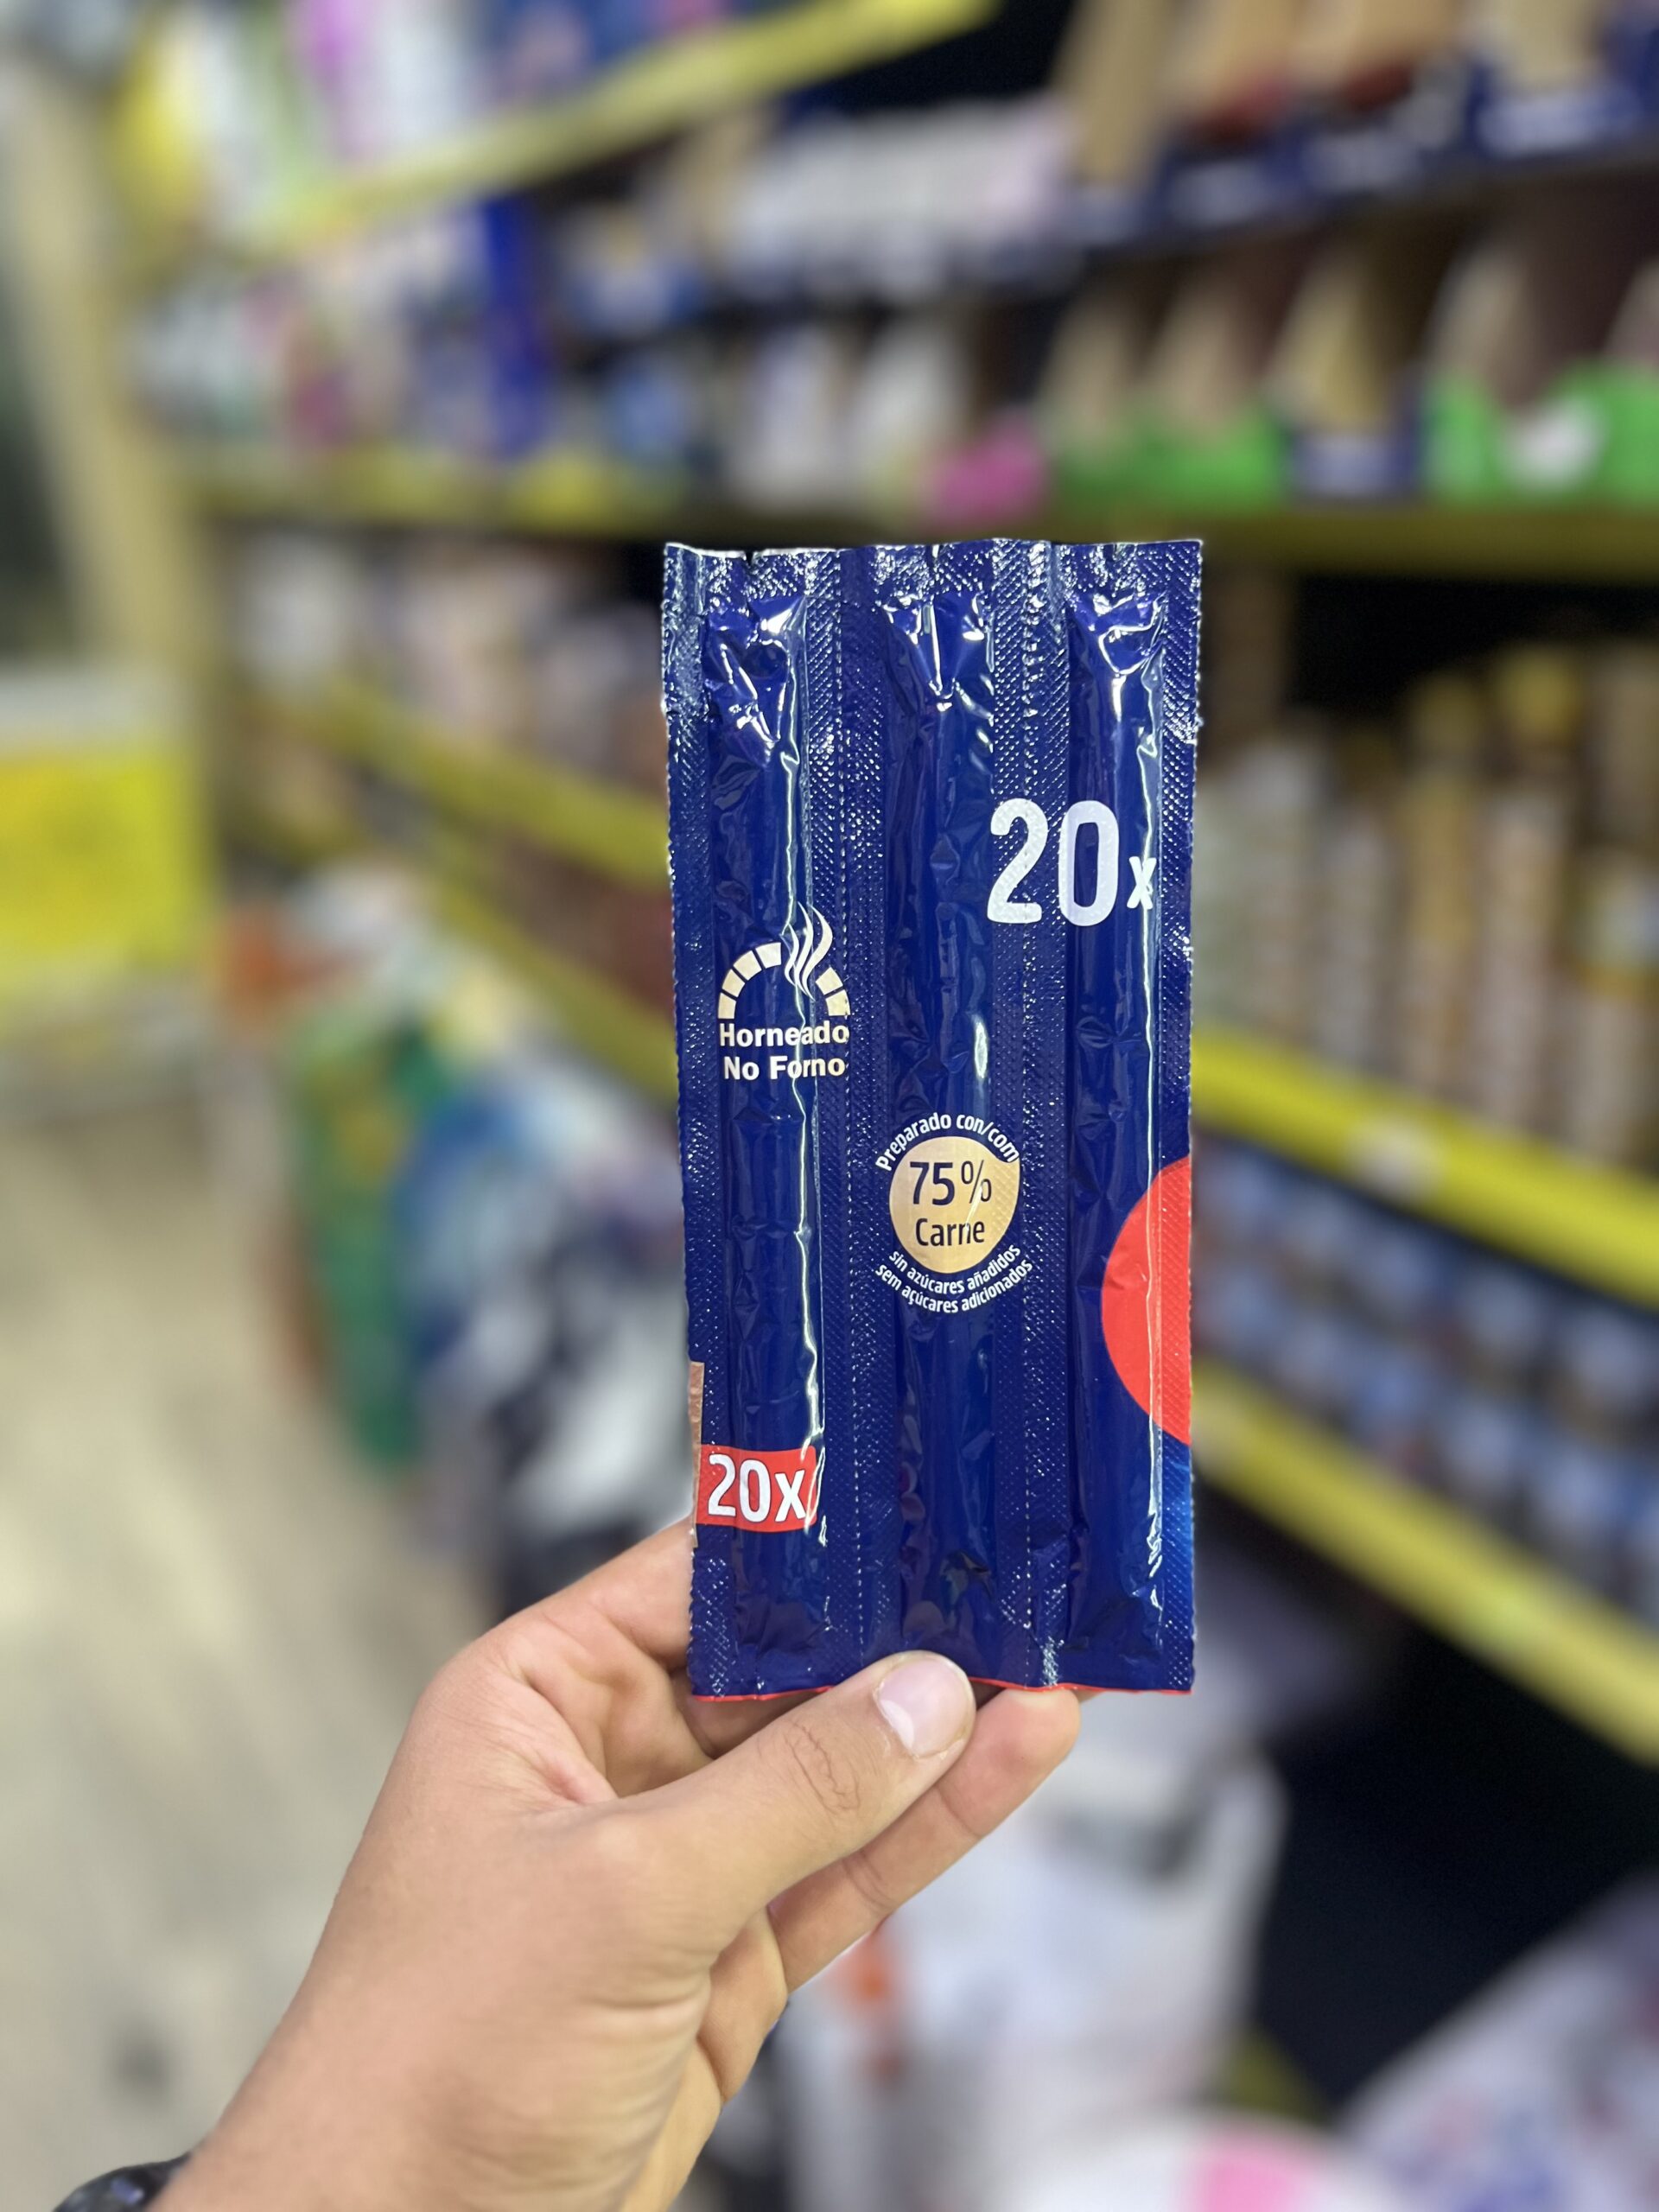 20x
Horneado
No Forno
Preparado con/com
75%
Carne
sin azúcares añadidos
sem açúcares adicionados
20x